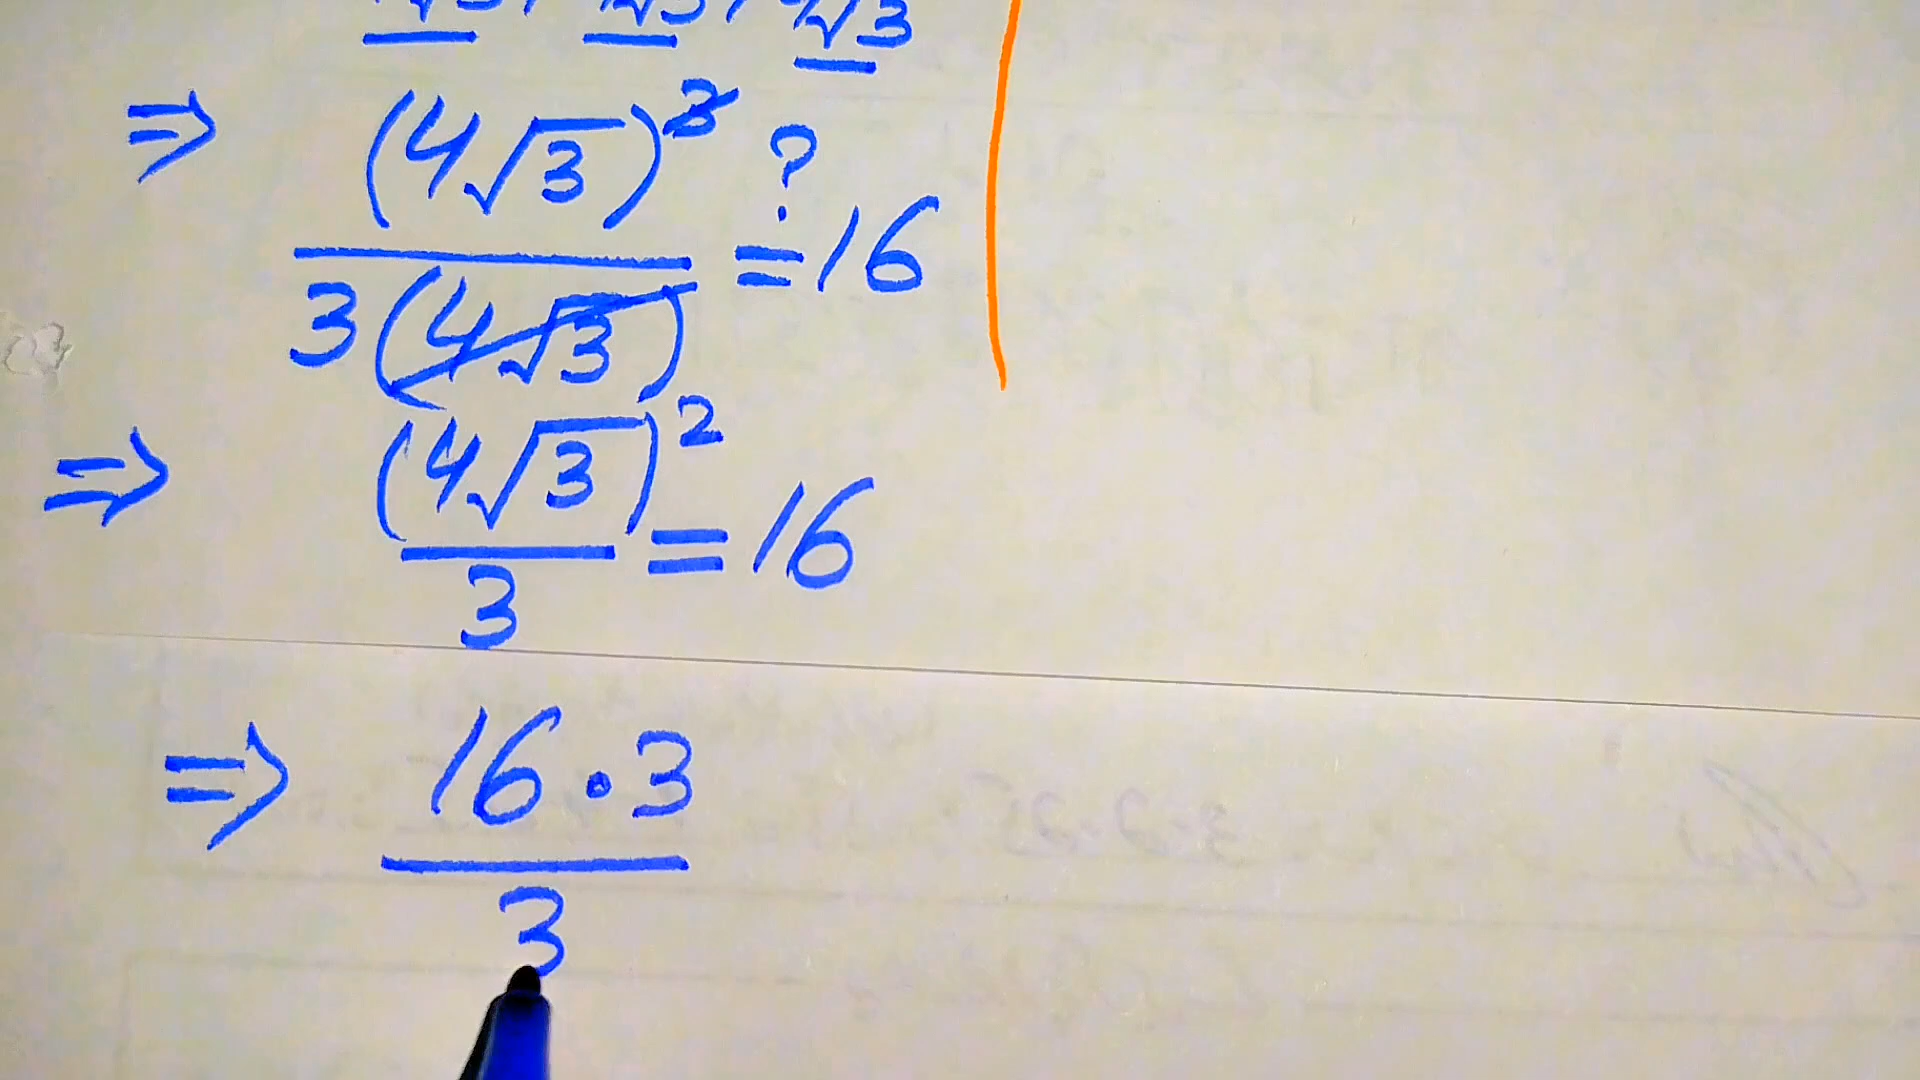 ⇒ (4√3)³ / 3(4√3) ≟ 16
⇒ (4√3)² / 3 = 16
⇒ 16·3 / 3